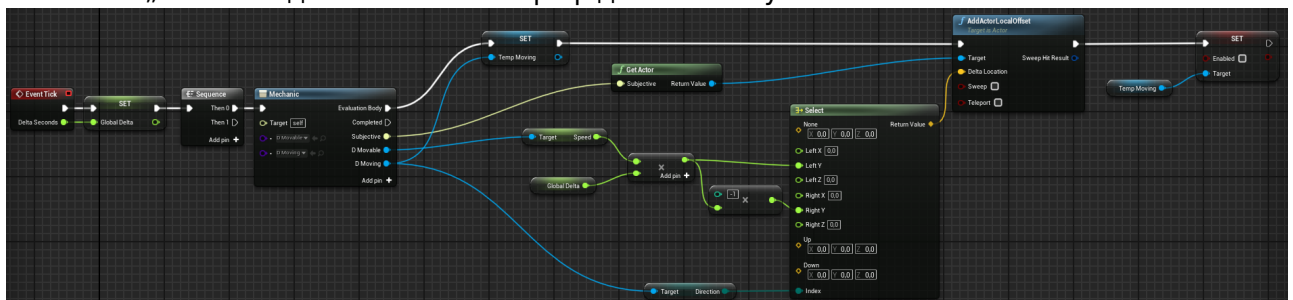 Event Tick
Delta Seconds
SET
Global Delta
Sequence
Then 0
Then 1
Add pin +
Mechanic
Evaluation Body
Target self
Completed
D Movable
Subjective
D Moving
D Movable
D Moving
Add pin +
SET
Temp Moving
Get Actor
Subjective Return Value
Target Speed
Global Delta
x
Add pin +
-1 x
Target Direction
Select
None Return Value
X 0,0 Y 0,0 Z 0,0
Left X 0,0
Left Y
Left Z 0,0
Right X 0,0
Right Y
Right Z 0,0
Up
X 0,0 Y 0,0 Z 0,0
Down
X 0,0 Y 0,0 Z 0,0
Index
f AddActorLocalOffset
Target is Actor
Target Sweep Hit Result
Delta Location
Sweep
Teleport
Temp Moving
SET
Enabled
Target